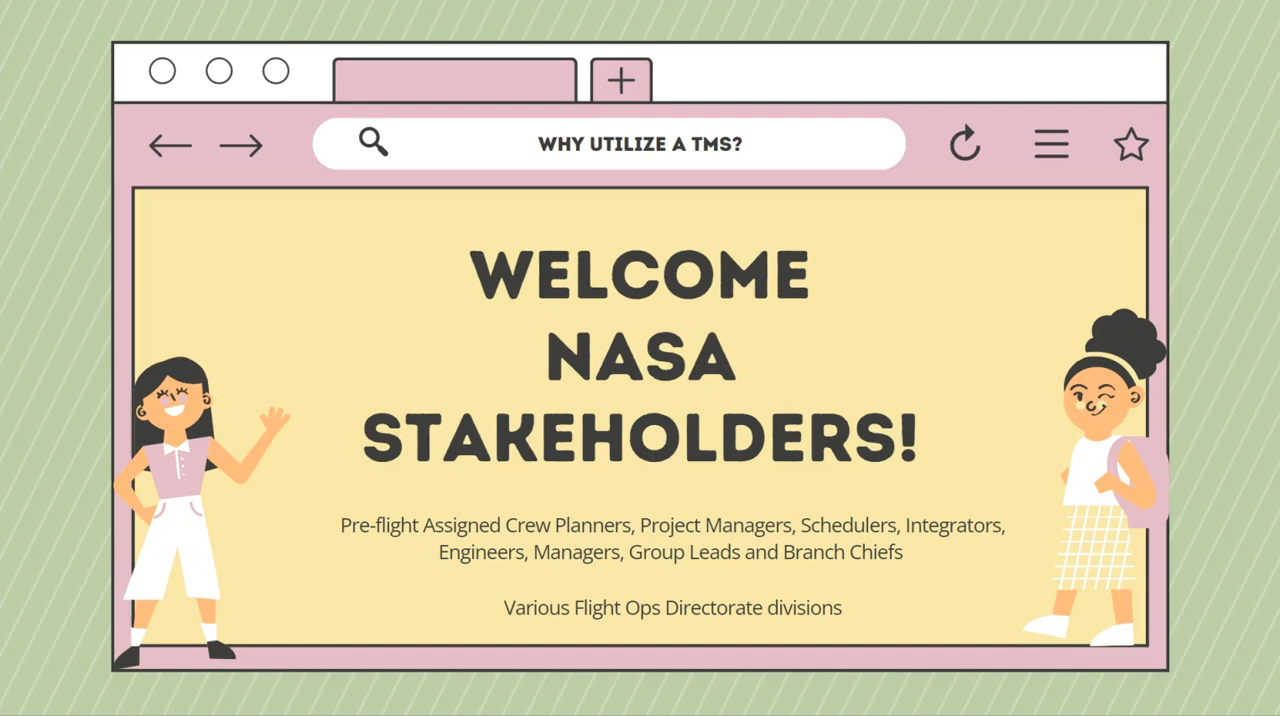 WHY UTILIZE A TMS?
WELCOME
NASA
STAKEHOLDERS!
Pre-flight Assigned Crew Planners, Project Managers, Schedulers, Integrators,
Engineers, Managers, Group Leads and Branch Chiefs
Various Flight Ops Directorate divisions